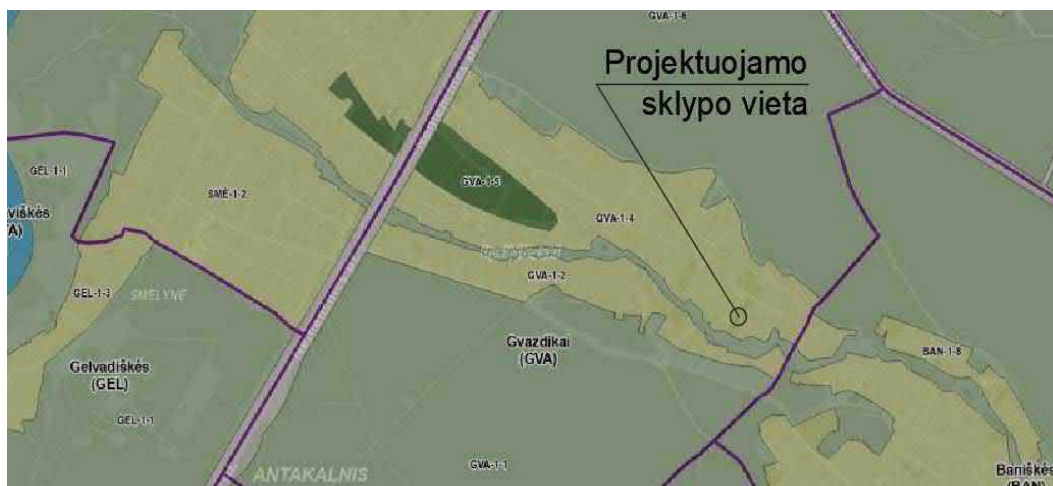 GVA-1-6
Projektuojamo
sklypo vieta
GEL-1-1
viškės
VA)
SMĖ-1-2
GVA-1-5
GVA-1-4
GVA-1-2
GEL-1-3
SMĖLYNĖ
Gvazdikai
(GVA)
BAN-1-8
Gelvadiškės
(GEL)
GEL-1-1
GVA-1-1
ANTAKALNIS
Baniškės
(BAN)